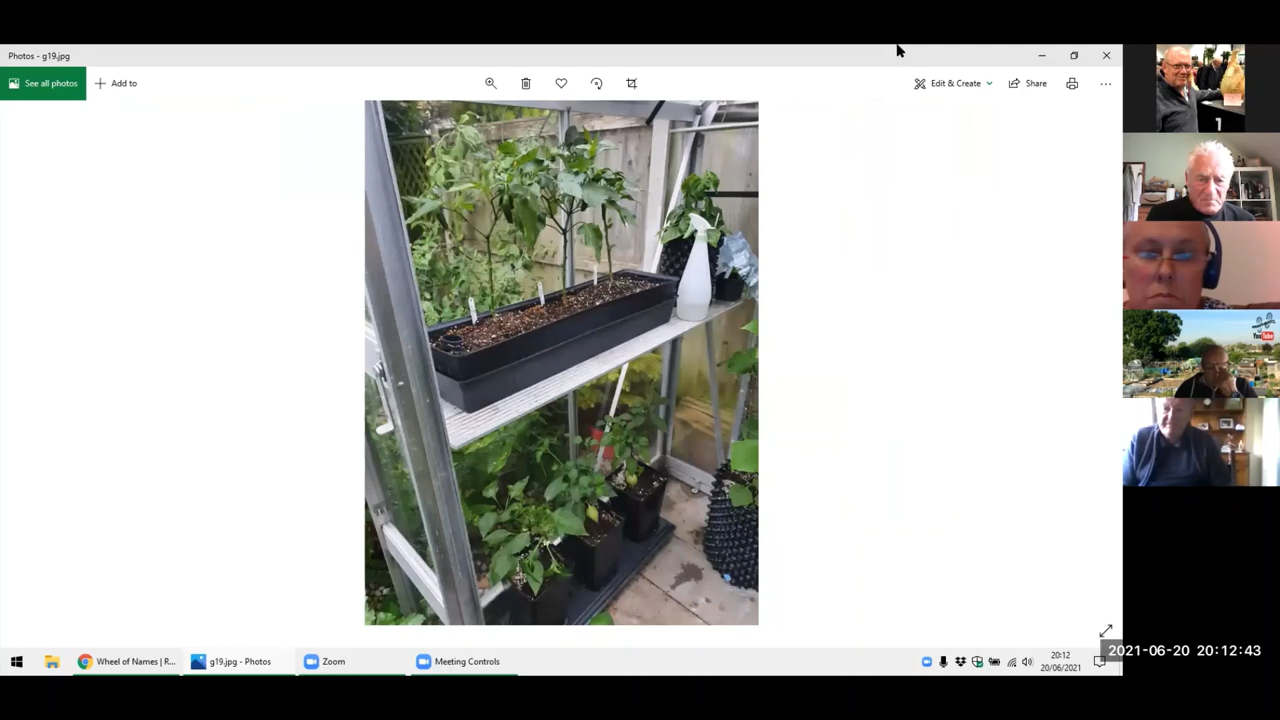 Photos - g19.jpg
See all photos
Add to
Edit & Create
Share
1
YouTube
Wheel of Names | R...
g19.jpg - Photos
Zoom
Meeting Controls
20:12
20/06/2021
2021-06-20 20:12:43